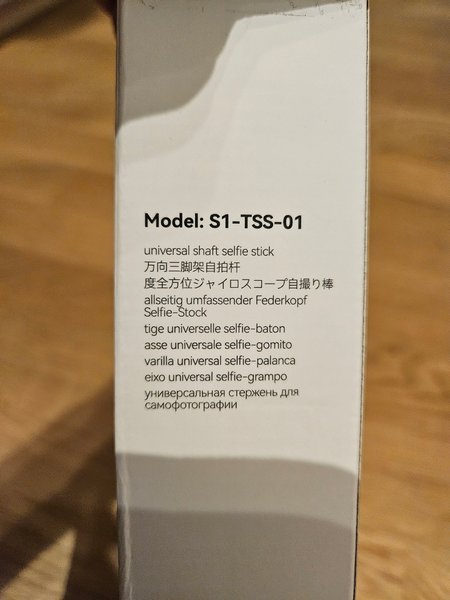 Model: S1-TSS-01
universal shaft selfie stick
万向三脚架自拍杆
度全方位ジャイロスコープ自撮り棒
allseitig umfassender Federkopf
Selfie-Stock
tige universelle selfie-baton
asse universale selfie-gomito
varilla universal selfie-palanca
eixo universal selfie-grampo
универсальная стержень для
самофотографии